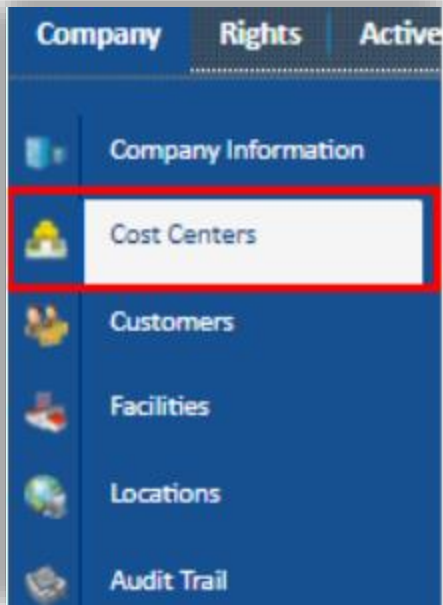 Company Rights Active
Company Information
Cost Centers
Customers
Facilities
Locations
Audit Trail